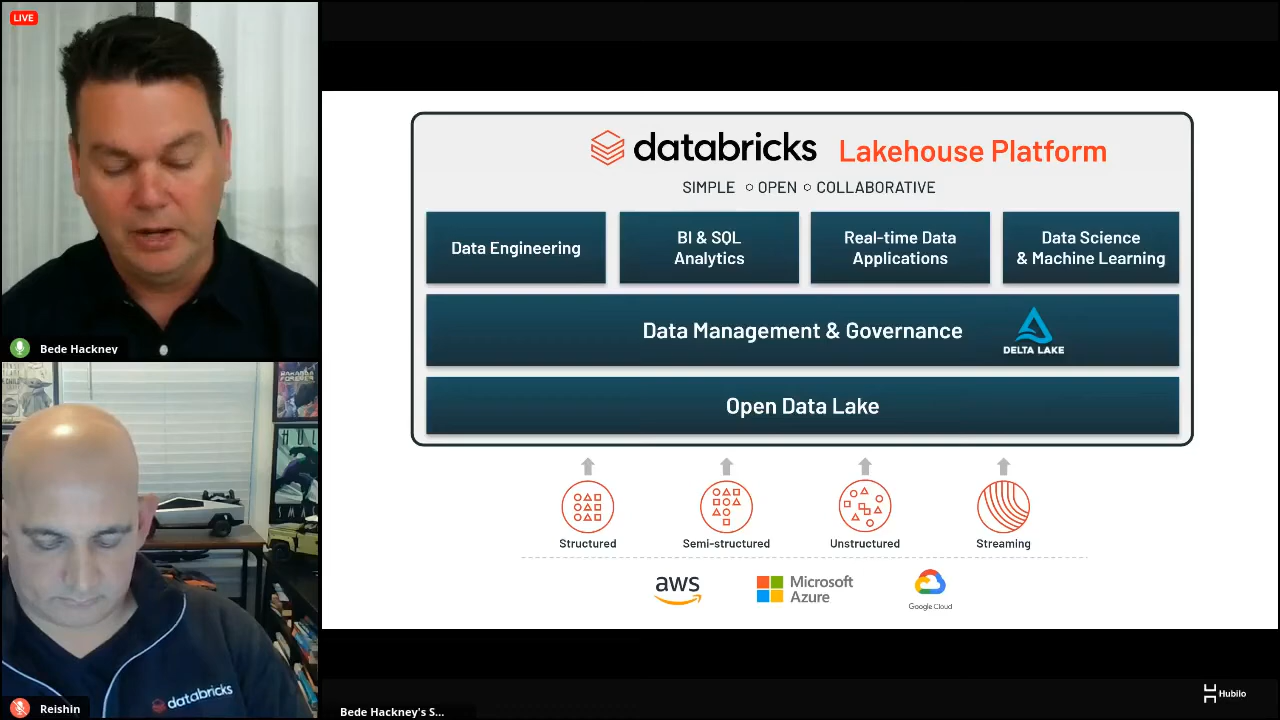 LIVE
Bede Hackney
databricks
Reishin
databricks Lakehouse Platform
SIMPLE OPEN COLLABORATIVE
Data Engineering
BI & SQL
Analytics
Real-time Data
Applications
Data Science
& Machine Learning
Data Management & Governance
DELTA LAKE
Open Data Lake
Structured
Semi-structured
Unstructured
Streaming
aws
Microsoft
Azure
Google Cloud
Bede Hackney's S...
Hubilo